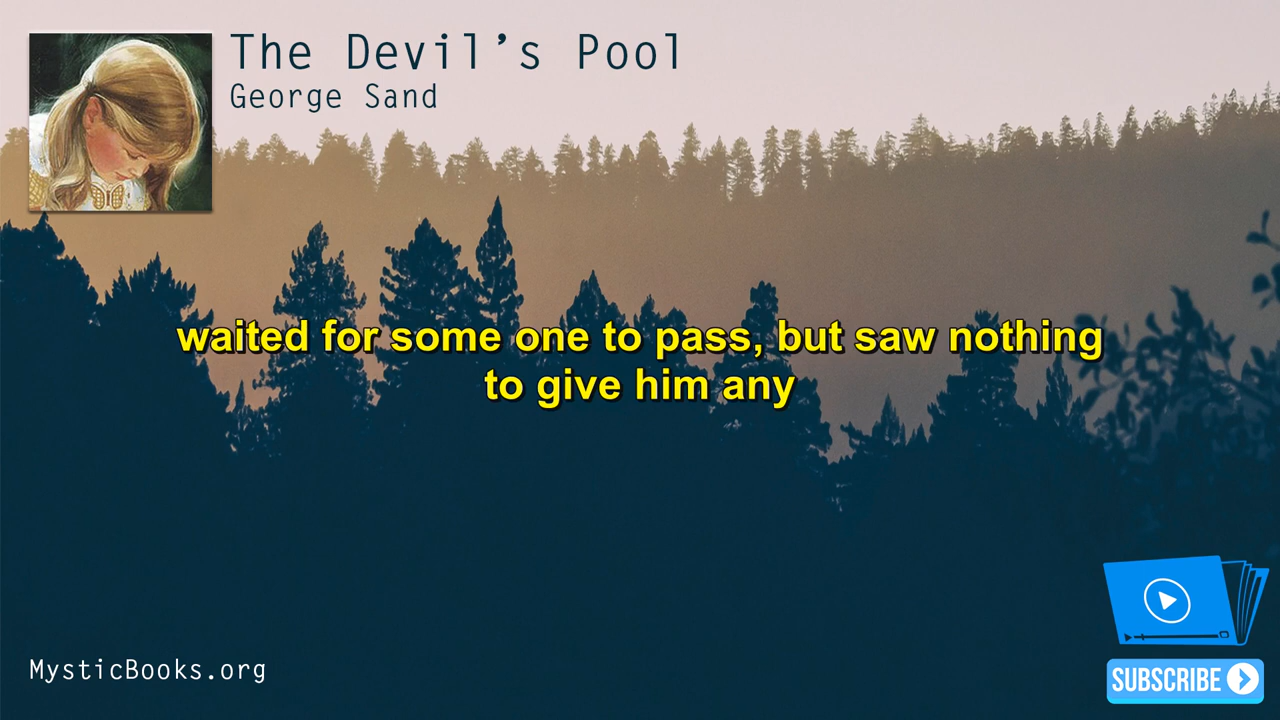 The Devil's Pool
George Sand
waited for some one to pass, but saw nothing
to give him any
MysticBooks.org
SUBSCRIBE